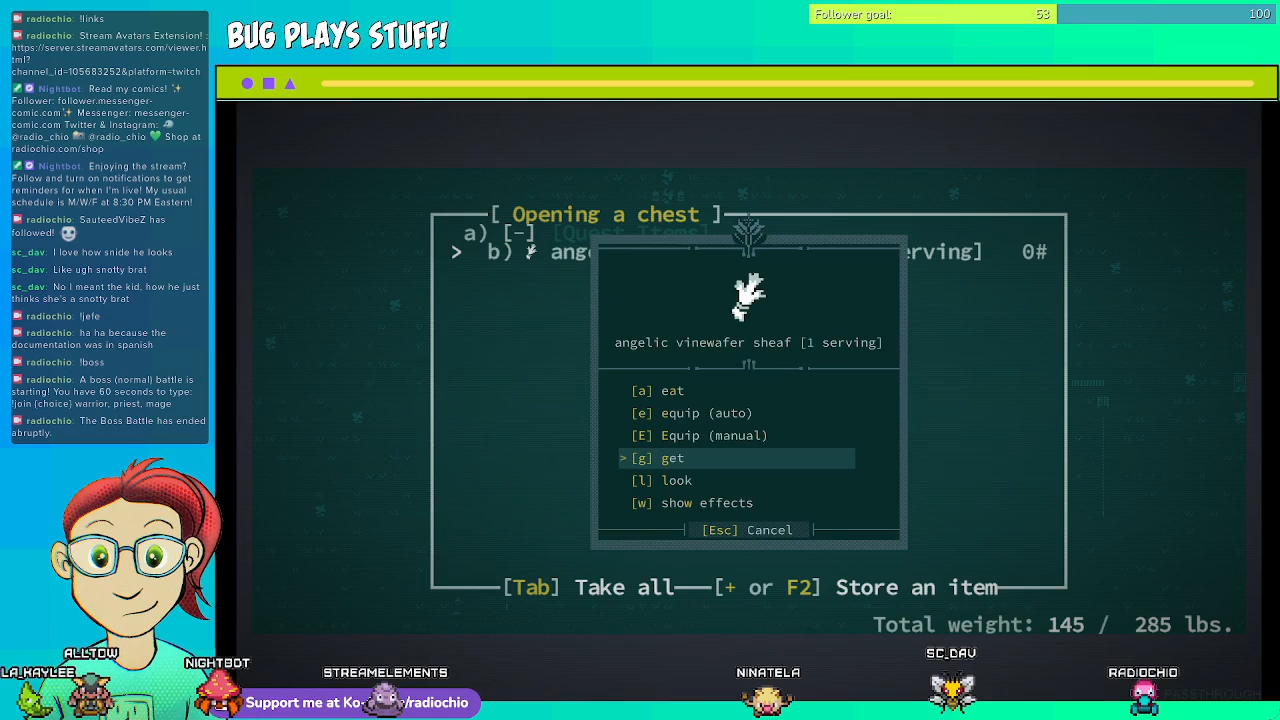 radiochio: !links
radiochio: Stream Avatars Extension! :
https://server.streamavatars.com/viewer.h
tml?
channel_id=105683252&platform=twitch
Nightbot: Read my comics! ✨
Follower: follower.messenger-
comic.com✨ Messenger: messenger-
comic.com Twitter & Instagram:
@radio_chio 📸 @radio_chio 💚 Shop at
radiochio.com/shop
Nightbot: Enjoying the stream?
Follow and turn on notifications to get
reminders for when I'm live! My usual
schedule is M/W/F at 8:30 PM Eastern!
radiochio: SauteedVibeZ has
followed!
sc_dav: I love how snide he looks
sc_dav: Like ugh snotty brat
sc_dav: No I meant the kid, how he just
thinks she's a snotty brat
radiochio: !jefe
radiochio: ha ha because the
documentation was in spanish
radiochio: !boss
radiochio: A boss (normal) battle is
starting! You have 60 seconds to type:
!join {choice} warrior, priest, mage
radiochio: The Boss Battle has ended
abruptly.
BUG PLAYS STUFF!
Follower goal: 53 100
[ Opening a chest ]
a) [-] [Quest Items]
> b) ange erving] 0#
angelic vinewafer sheaf [1 serving]
[a] eat
[e] equip (auto)
[E] Equip (manual)
>[g] get
[l] look
[w] show effects
[Esc] Cancel
[Tab] Take all [+ or F2] Store an item
Total weight: 145 / 285 lbs.
LA_KAYLEE
ALLTOW
NIGHTBOT
STREAMELEMENTS
NINATELA
SC_DAV
RADIOCHIO
Support me at Ko- /radiochio
PASSTHROUGH